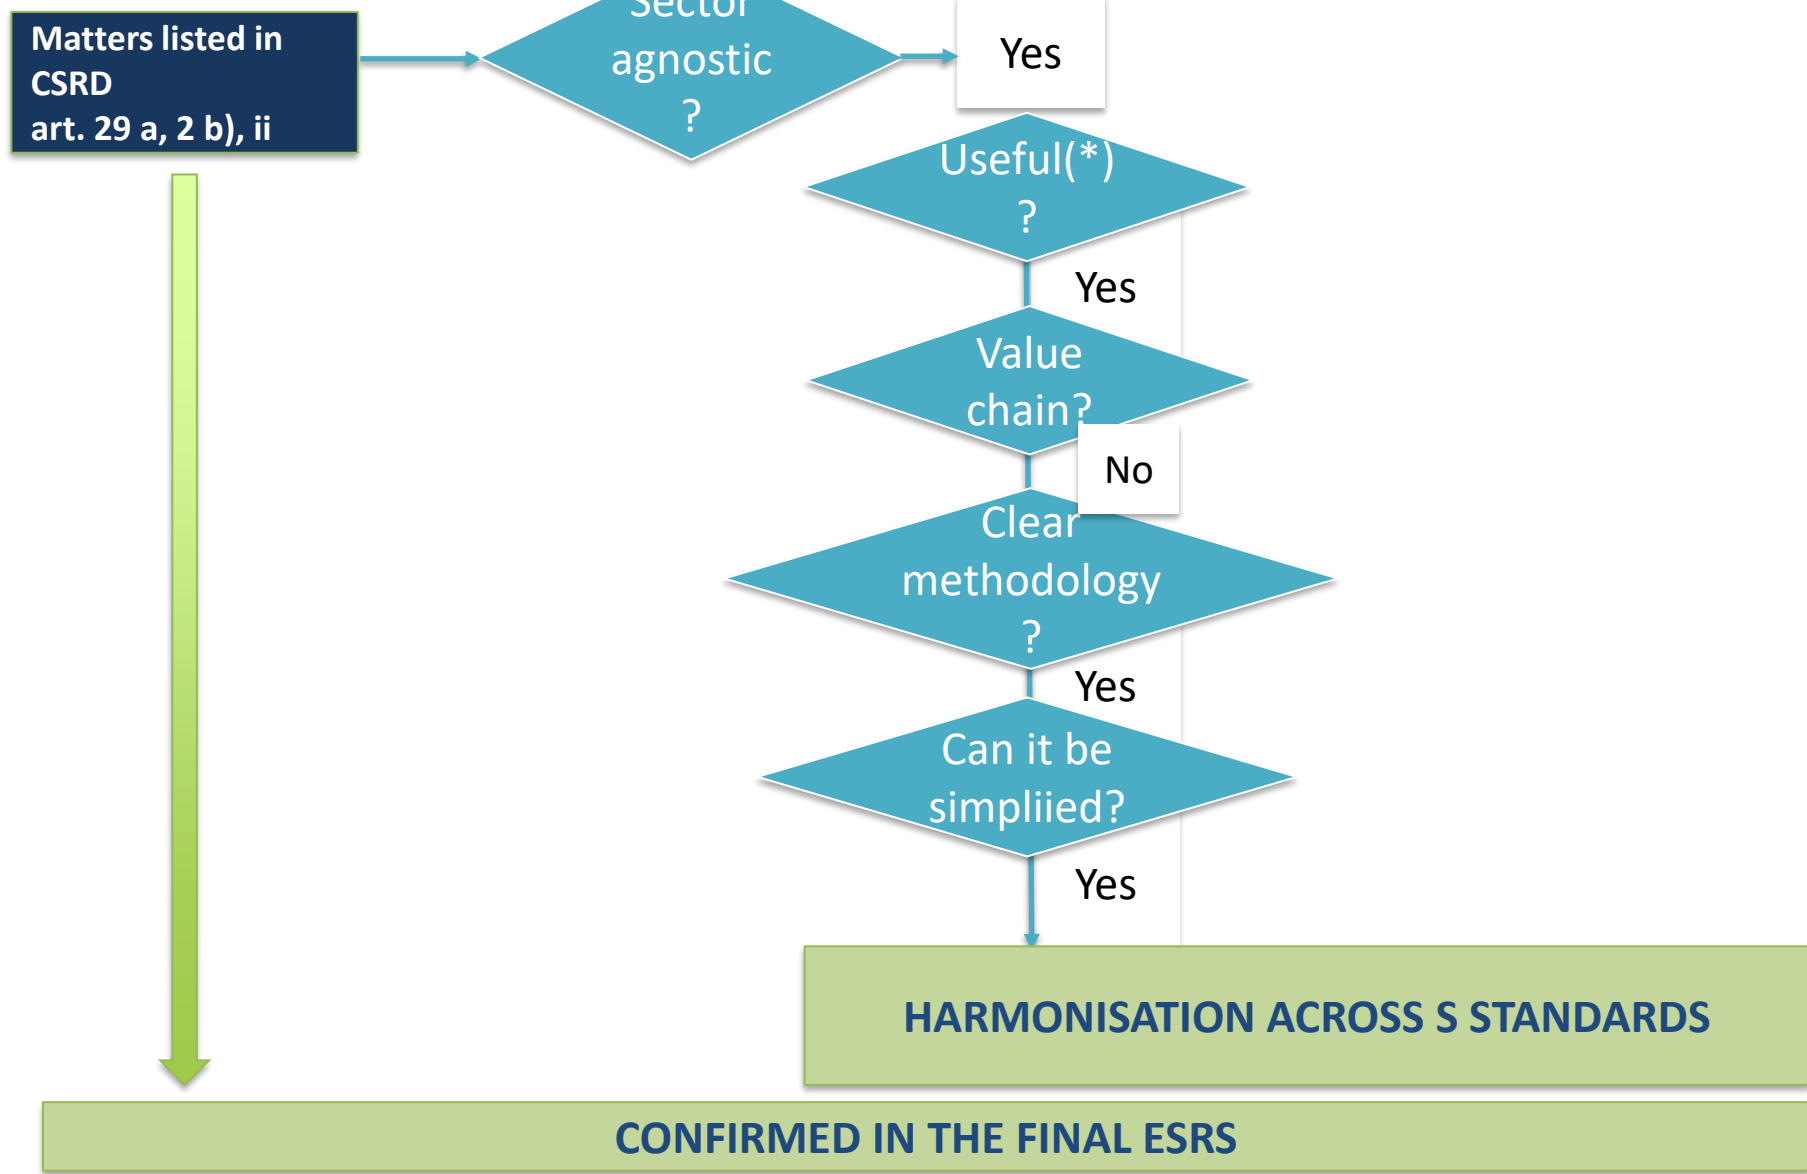 Matters listed in
CSRD
art. 29 a, 2 b), ii
Sector
agnostic
?
Yes
Useful(*)
?
Yes
Value
chain?
No
Clear
methodology
?
Yes
Can it be
simpliied?
Yes
HARMONISATION ACROSS S STANDARDS
CONFIRMED IN THE FINAL ESRS